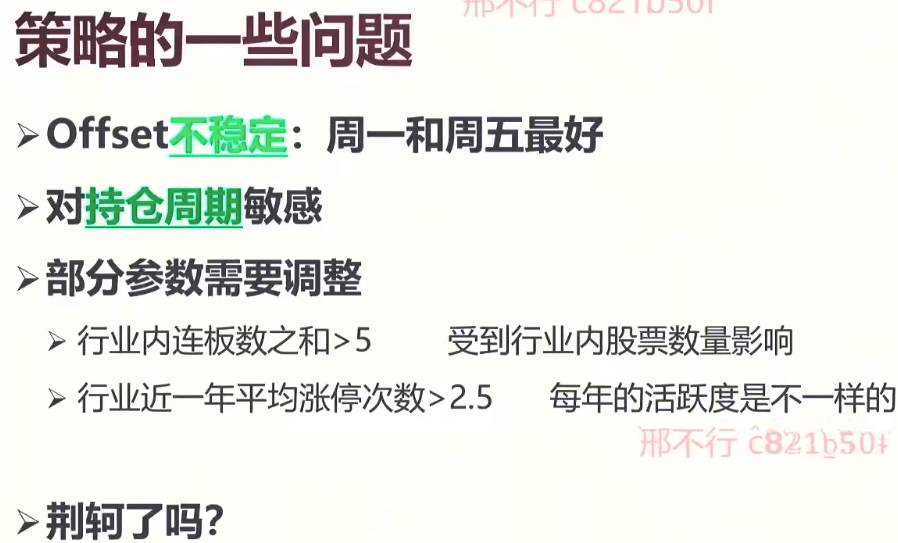 邢不行 c821b50f
策略的一些问题
➢Offset不稳定：周一和周五最好
➢对持仓周期敏感
➢部分参数需要调整
➢ 行业内连板数之和>5 受到行业内股票数量影响
➢ 行业近一年平均涨停次数>2.5 每年的活跃度是不一样的
邢不行 c821b50f
➢荆轲了吗？